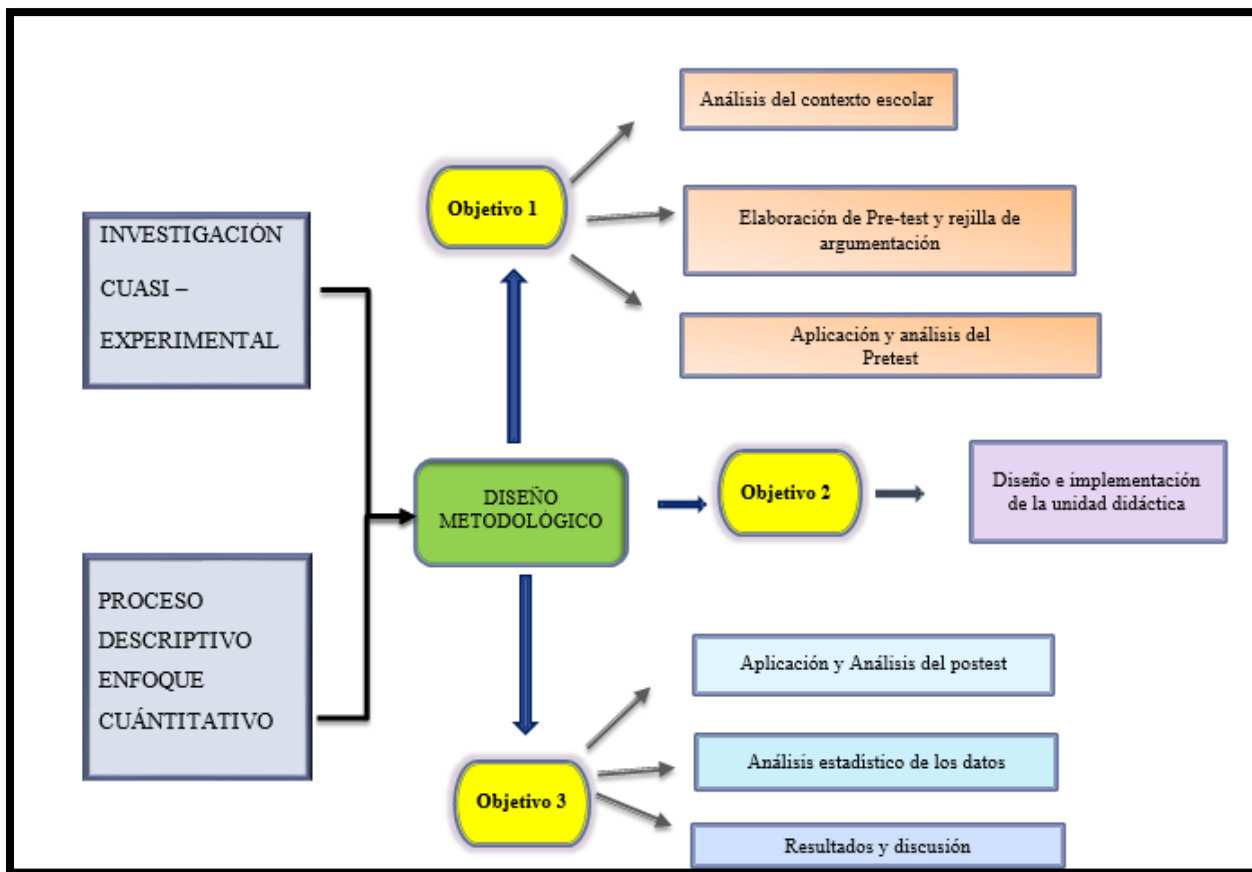 INVESTIGACIÓN
CUASI –
EXPERIMENTAL
PROCESO
DESCRIPTIVO
ENFOQUE
CUÁNTITATIVO
DISEÑO
METODOLÓGICO
Objetivo 1
Análisis del contexto escolar
Elaboración de Pre-test y rejilla de
argumentación
Aplicación y análisis del
Pretest
Objetivo 2
Diseño e implementación
de la unidad didáctica
Objetivo 3
Aplicación y Análisis del postest
Análisis estadístico de los datos
Resultados y discusión